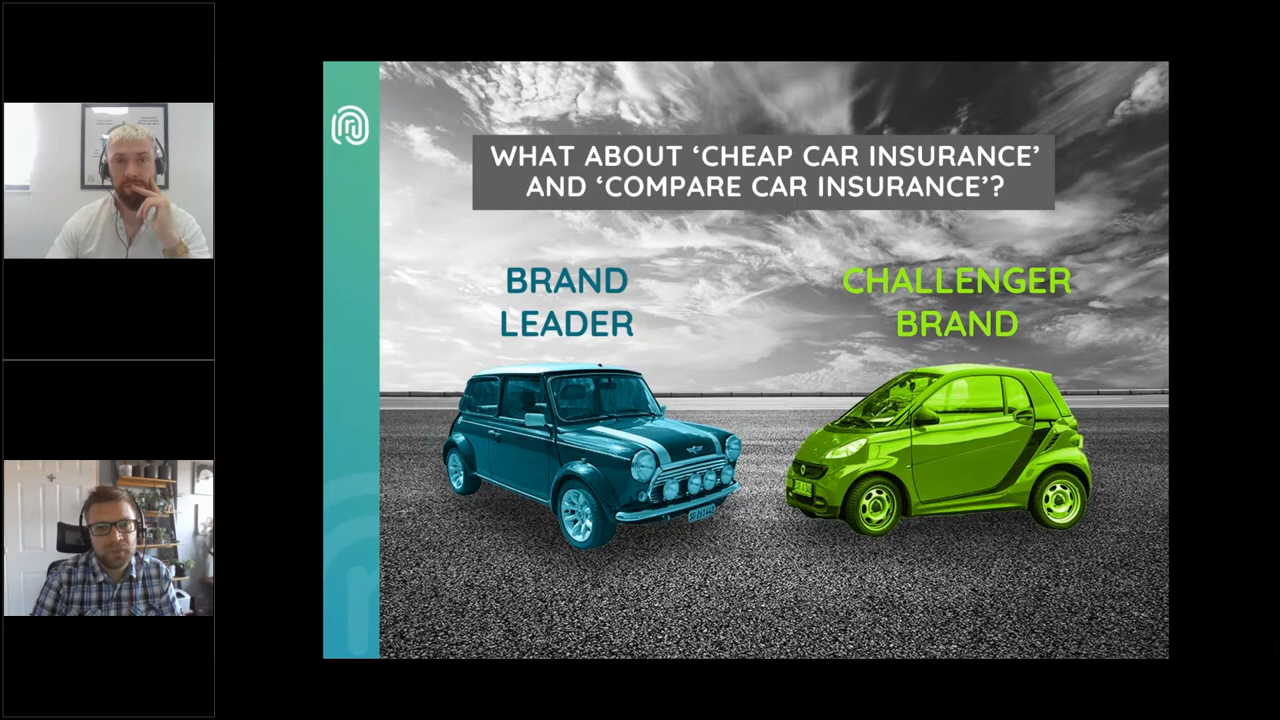 WHAT ABOUT ‘CHEAP CAR INSURANCE’
AND ‘COMPARE CAR INSURANCE’?
BRAND
LEADER
CHALLENGER
BRAND